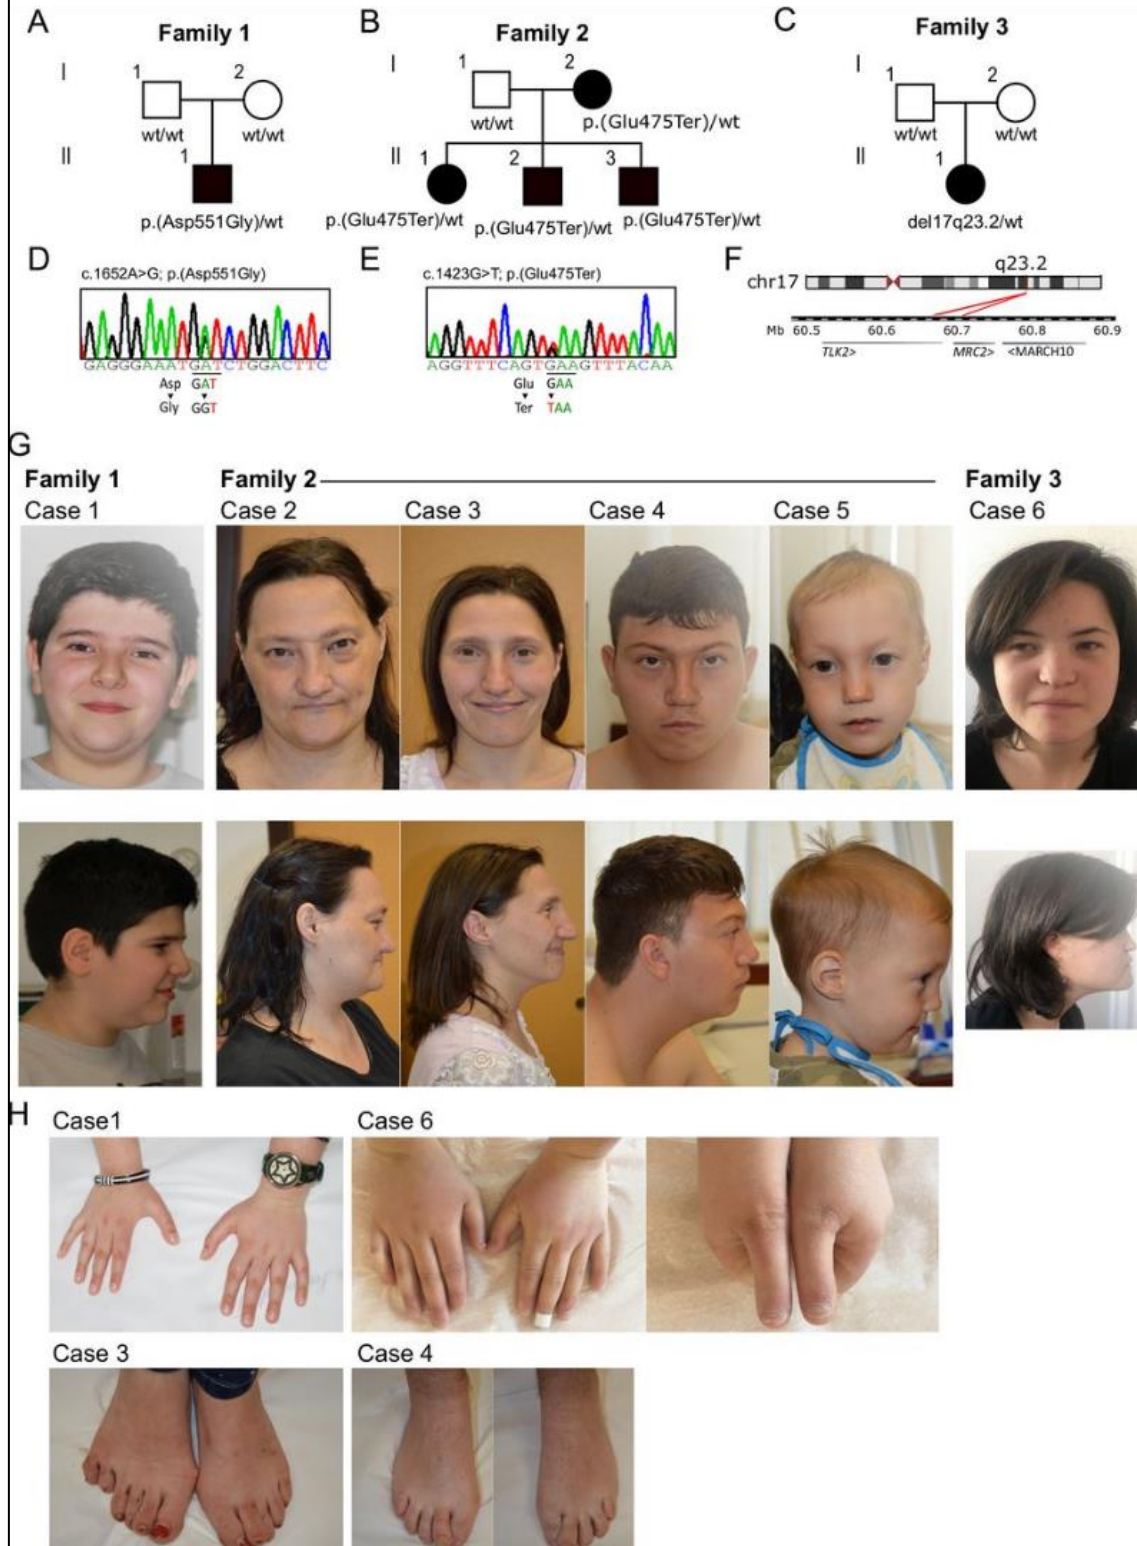 A
Family 1
I
1
2
wt/wt
wt/wt
II
1
p.(Asp551Gly)/wt
B
Family 2
I
1
2
wt/wt
p.(Glu475Ter)/wt
II
1
2
3
p.(Glu475Ter)/wt
p.(Glu475Ter)/wt
p.(Glu475Ter)/wt
C
Family 3
I
1
2
wt/wt
wt/wt
II
1
del17q23.2/wt
D
c.1652A>G; p.(Asp551Gly)
GAGGGAAATGATCTGGACTTC
Asp GAT
Gly GGT
E
c.1423G>T; p.(Glu475Ter)
AGGTTTCAGTGAAGTTTACAA
Glu GAA
Ter TAA
F
q23.2
chr17
Mb 60.5 60.6 60.7 60.8 60.9
TLK2> MRC2> <MARCH10
G
Family 1
Case 1
Family 2
Case 2
Case 3
Case 4
Case 5
Family 3
Case 6
H
Case1
Case 6
Case 3
Case 4